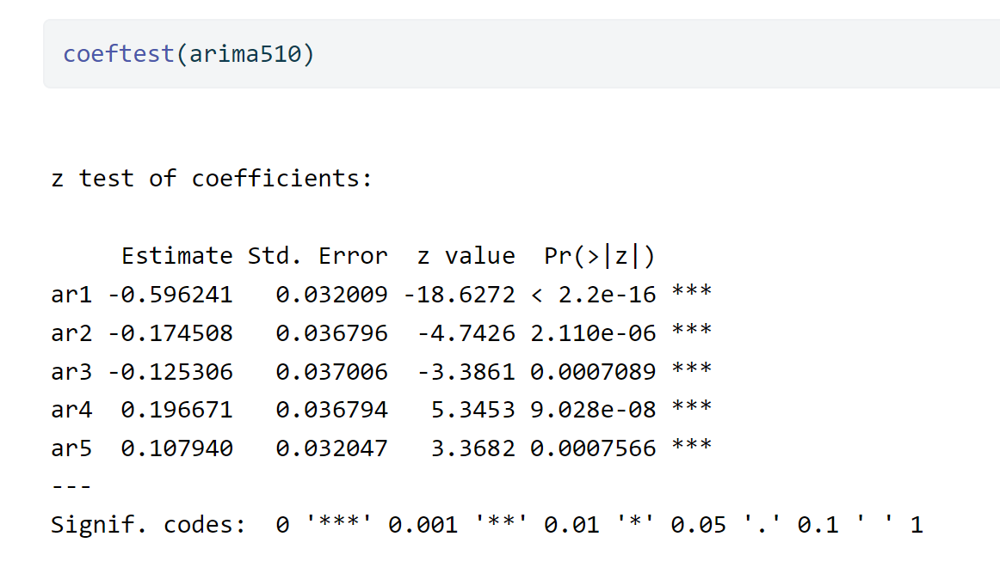 coeftest(arima510)
z test of coefficients:
     Estimate Std. Error  z value  Pr(>|z|)
ar1 -0.596241   0.032009 -18.6272 < 2.2e-16 ***
ar2 -0.174508   0.036796  -4.7426 2.110e-06 ***
ar3 -0.125306   0.037006  -3.3861 0.0007089 ***
ar4  0.196671   0.036794   5.3453 9.028e-08 ***
ar5  0.107940   0.032047   3.3682 0.0007566 ***
---
Signif. codes:  0 '***' 0.001 '**' 0.01 '*' 0.05 '.' 0.1 ' ' 1